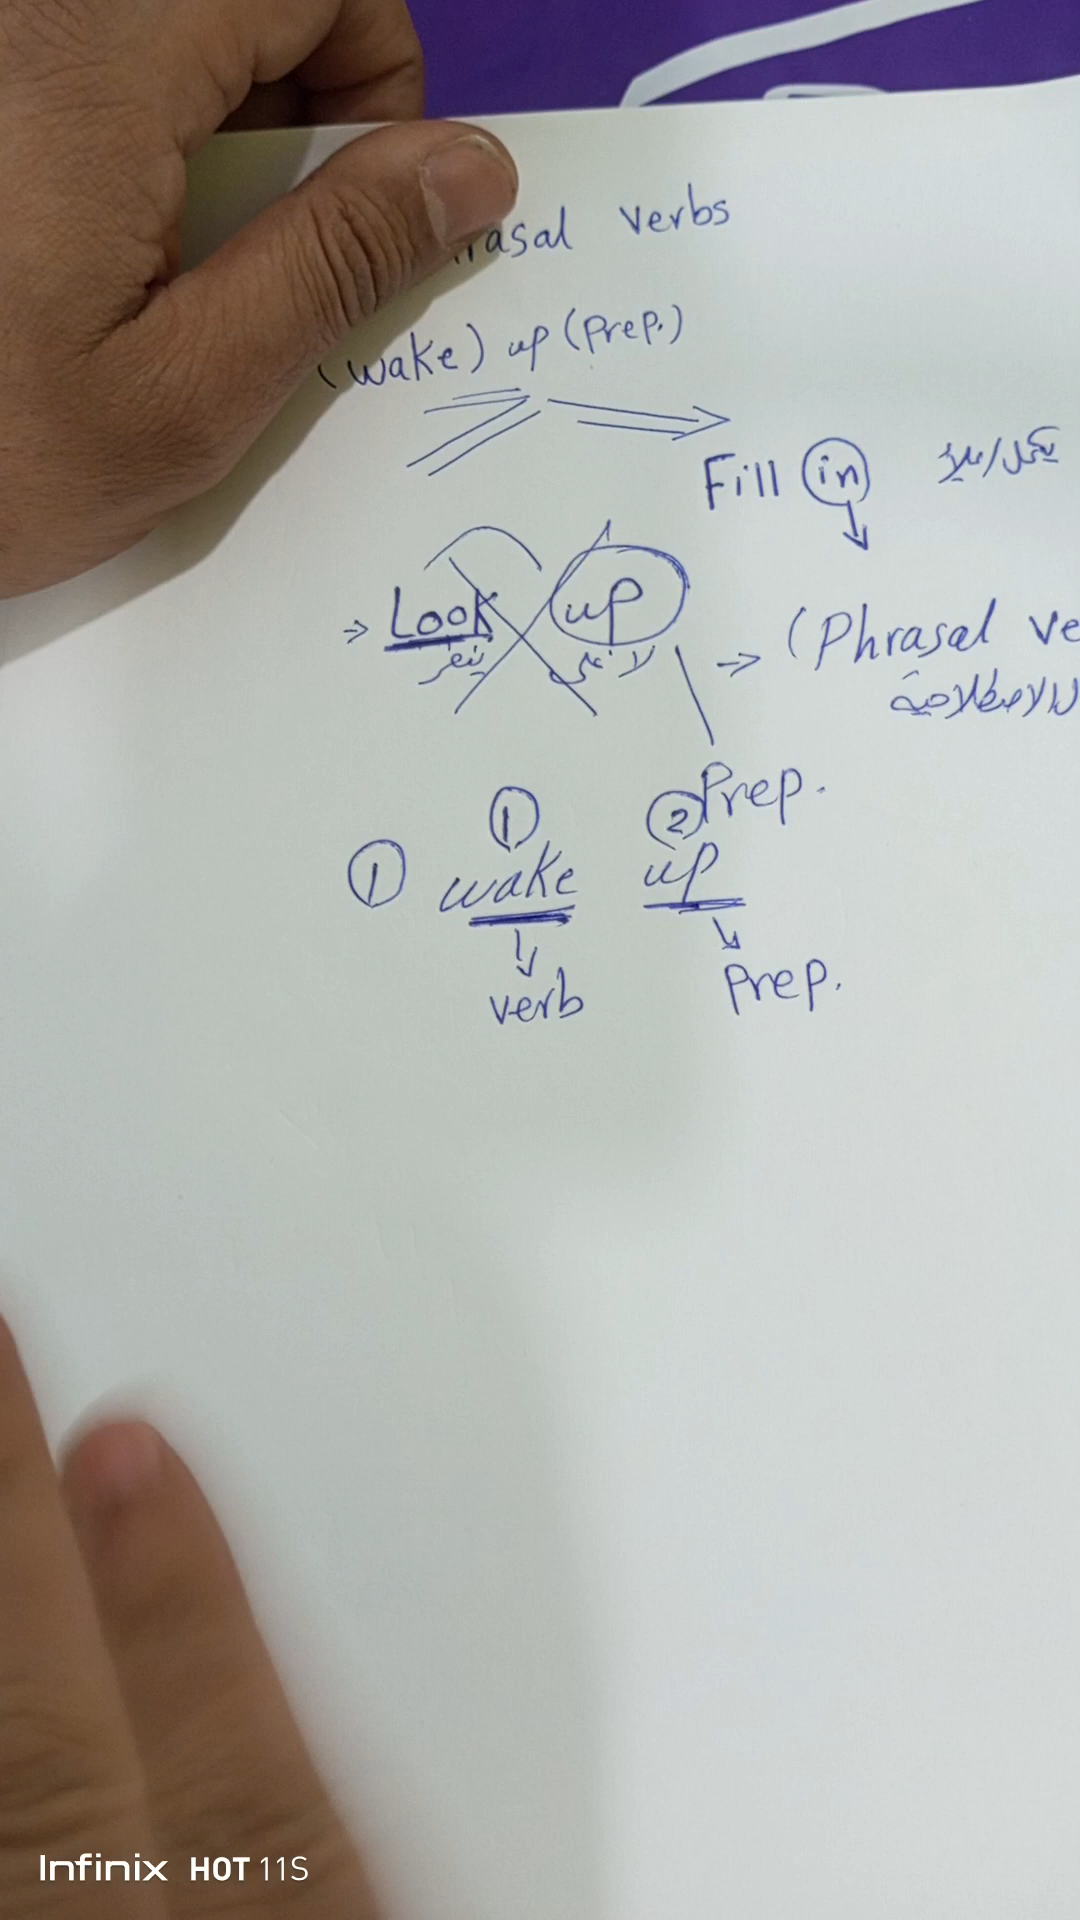 rasal verbs
(wake) up (Prep.)
Fill in يكمل/يملأ
→ Look up
ينظر لأعلى
→ (Phrasal ve
الاصطلاحية
Prep.
① ②
① wake up
verb Prep.
Infinix HOT 11S